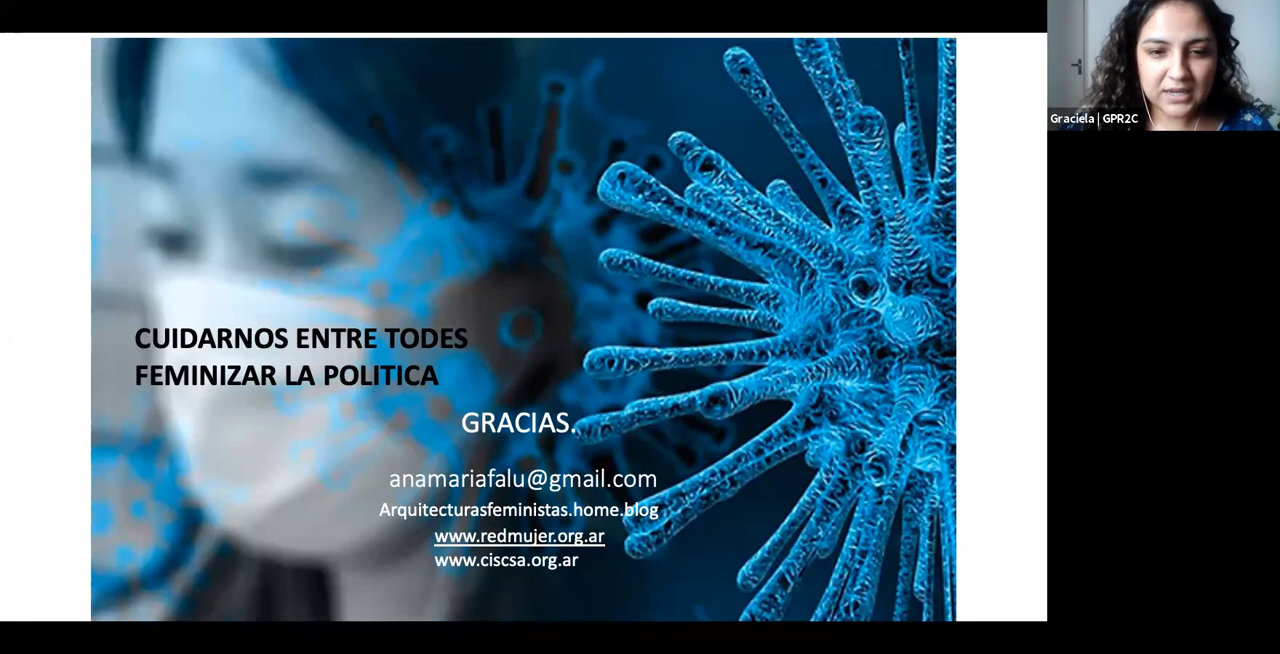 Graciela | GPR2C
CUIDARNOS ENTRE TODES
FEMINIZAR LA POLITICA
GRACIAS.
anamariafalu@gmail.com
Arquitecturasfeministas.home.blog
www.redmujer.org.ar
www.ciscsa.org.ar